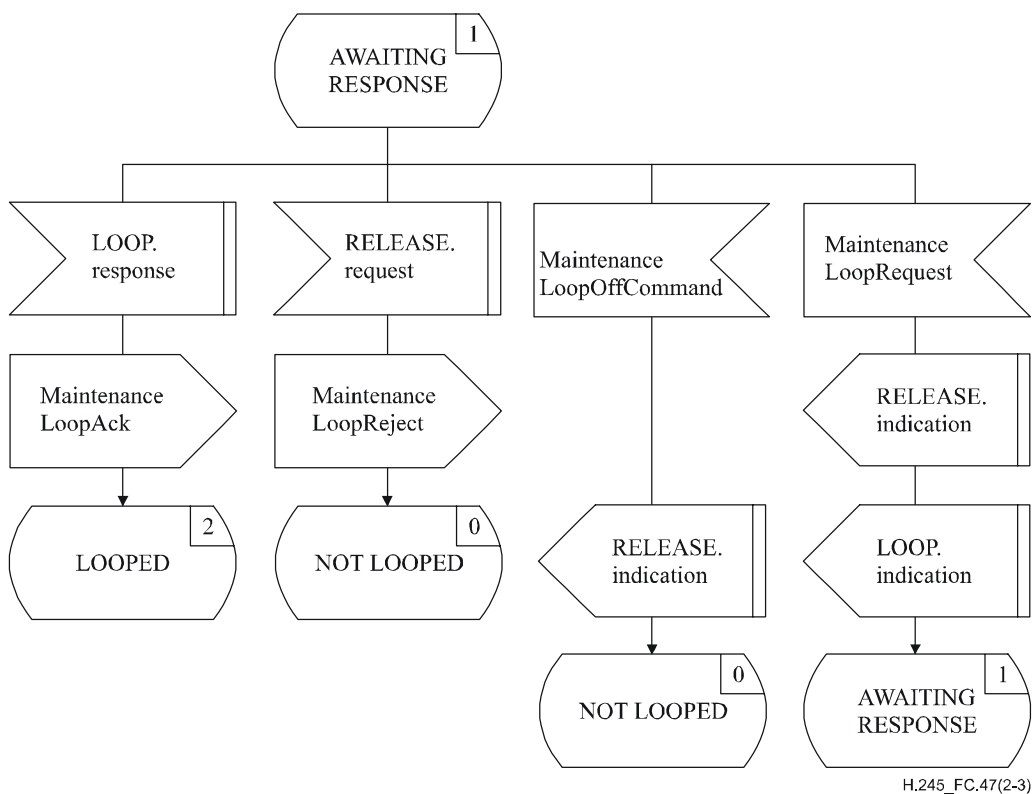 1
AWAITING
RESPONSE
LOOP.
response
RELEASE.
request
Maintenance
LoopOffCommand
Maintenance
LoopRequest
Maintenance
LoopAck
Maintenance
LoopReject
RELEASE.
indication
2
LOOPED
0
NOT LOOPED
RELEASE.
indication
LOOP.
indication
0
NOT LOOPED
1
AWAITING
RESPONSE
H.245_FC.47(2-3)